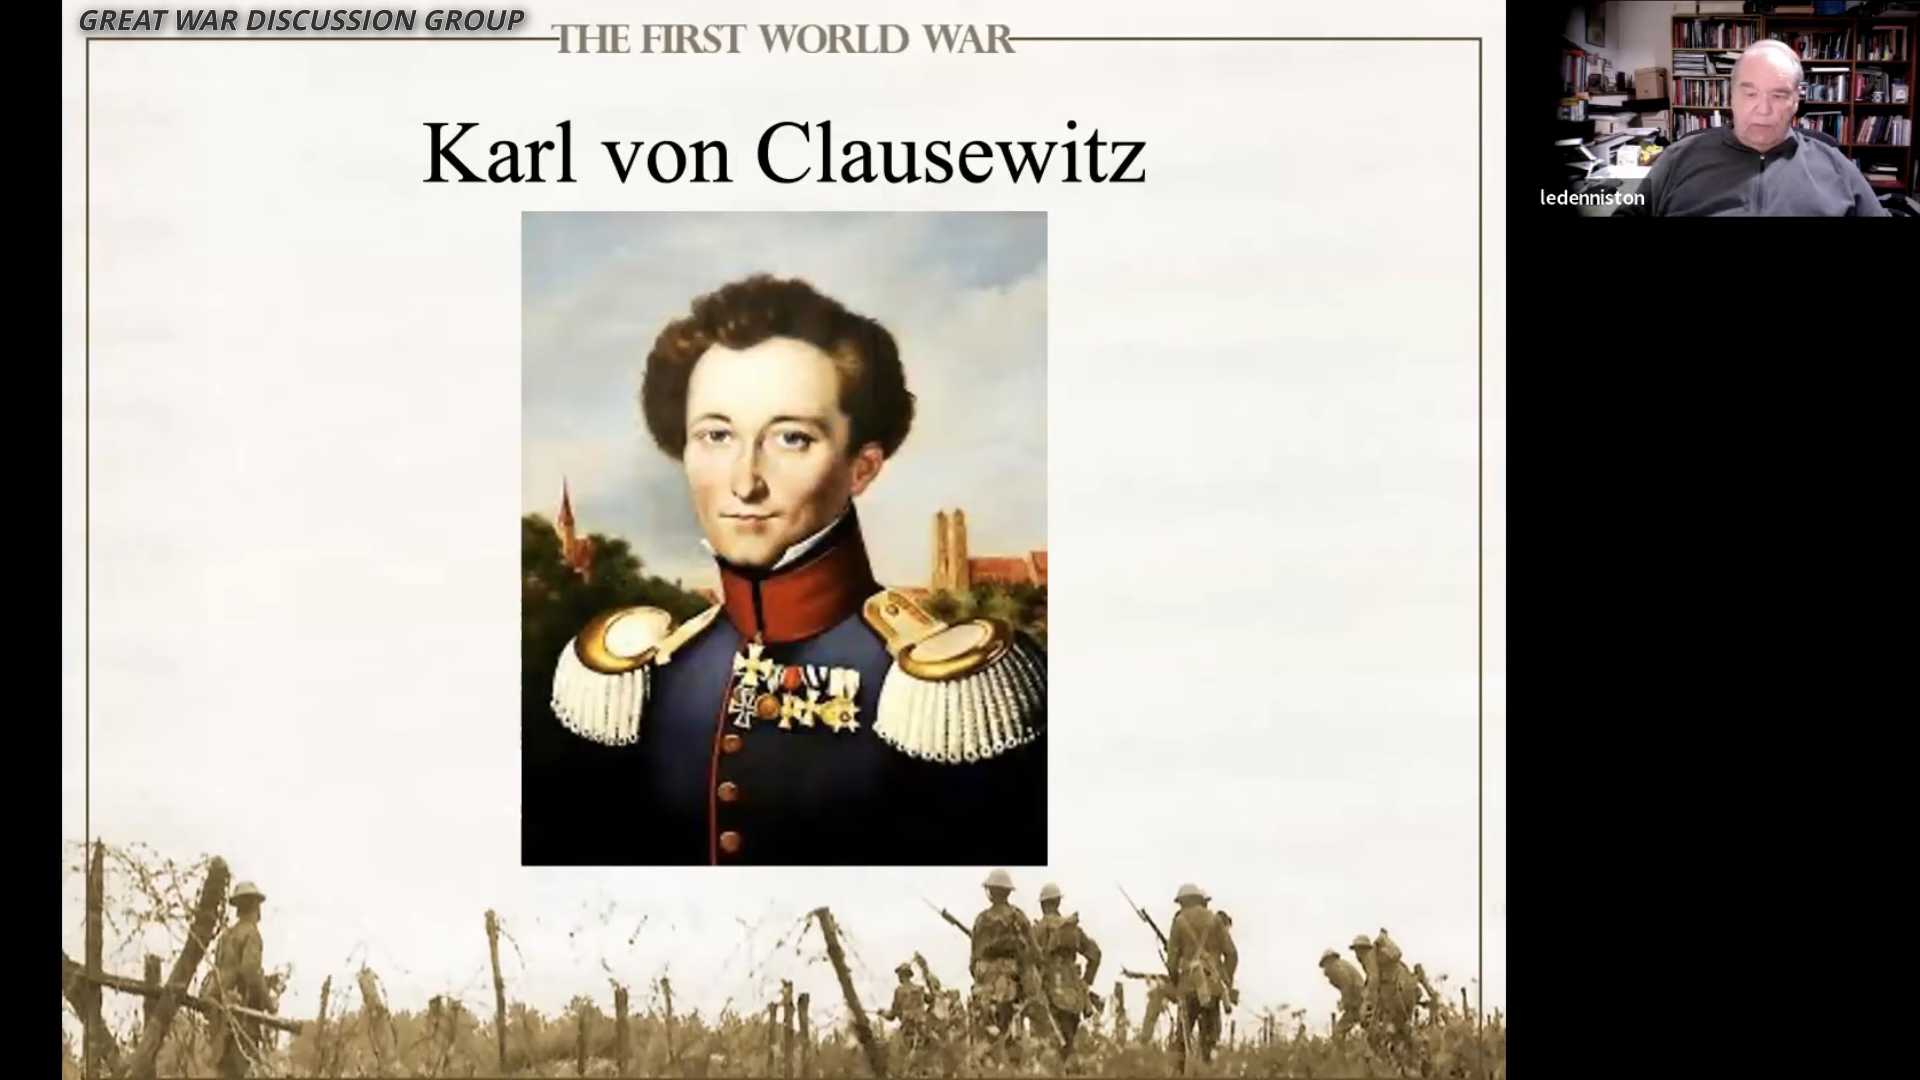 GREAT WAR DISCUSSION GROUP
THE FIRST WORLD WAR
Karl von Clausewitz
ledenniston